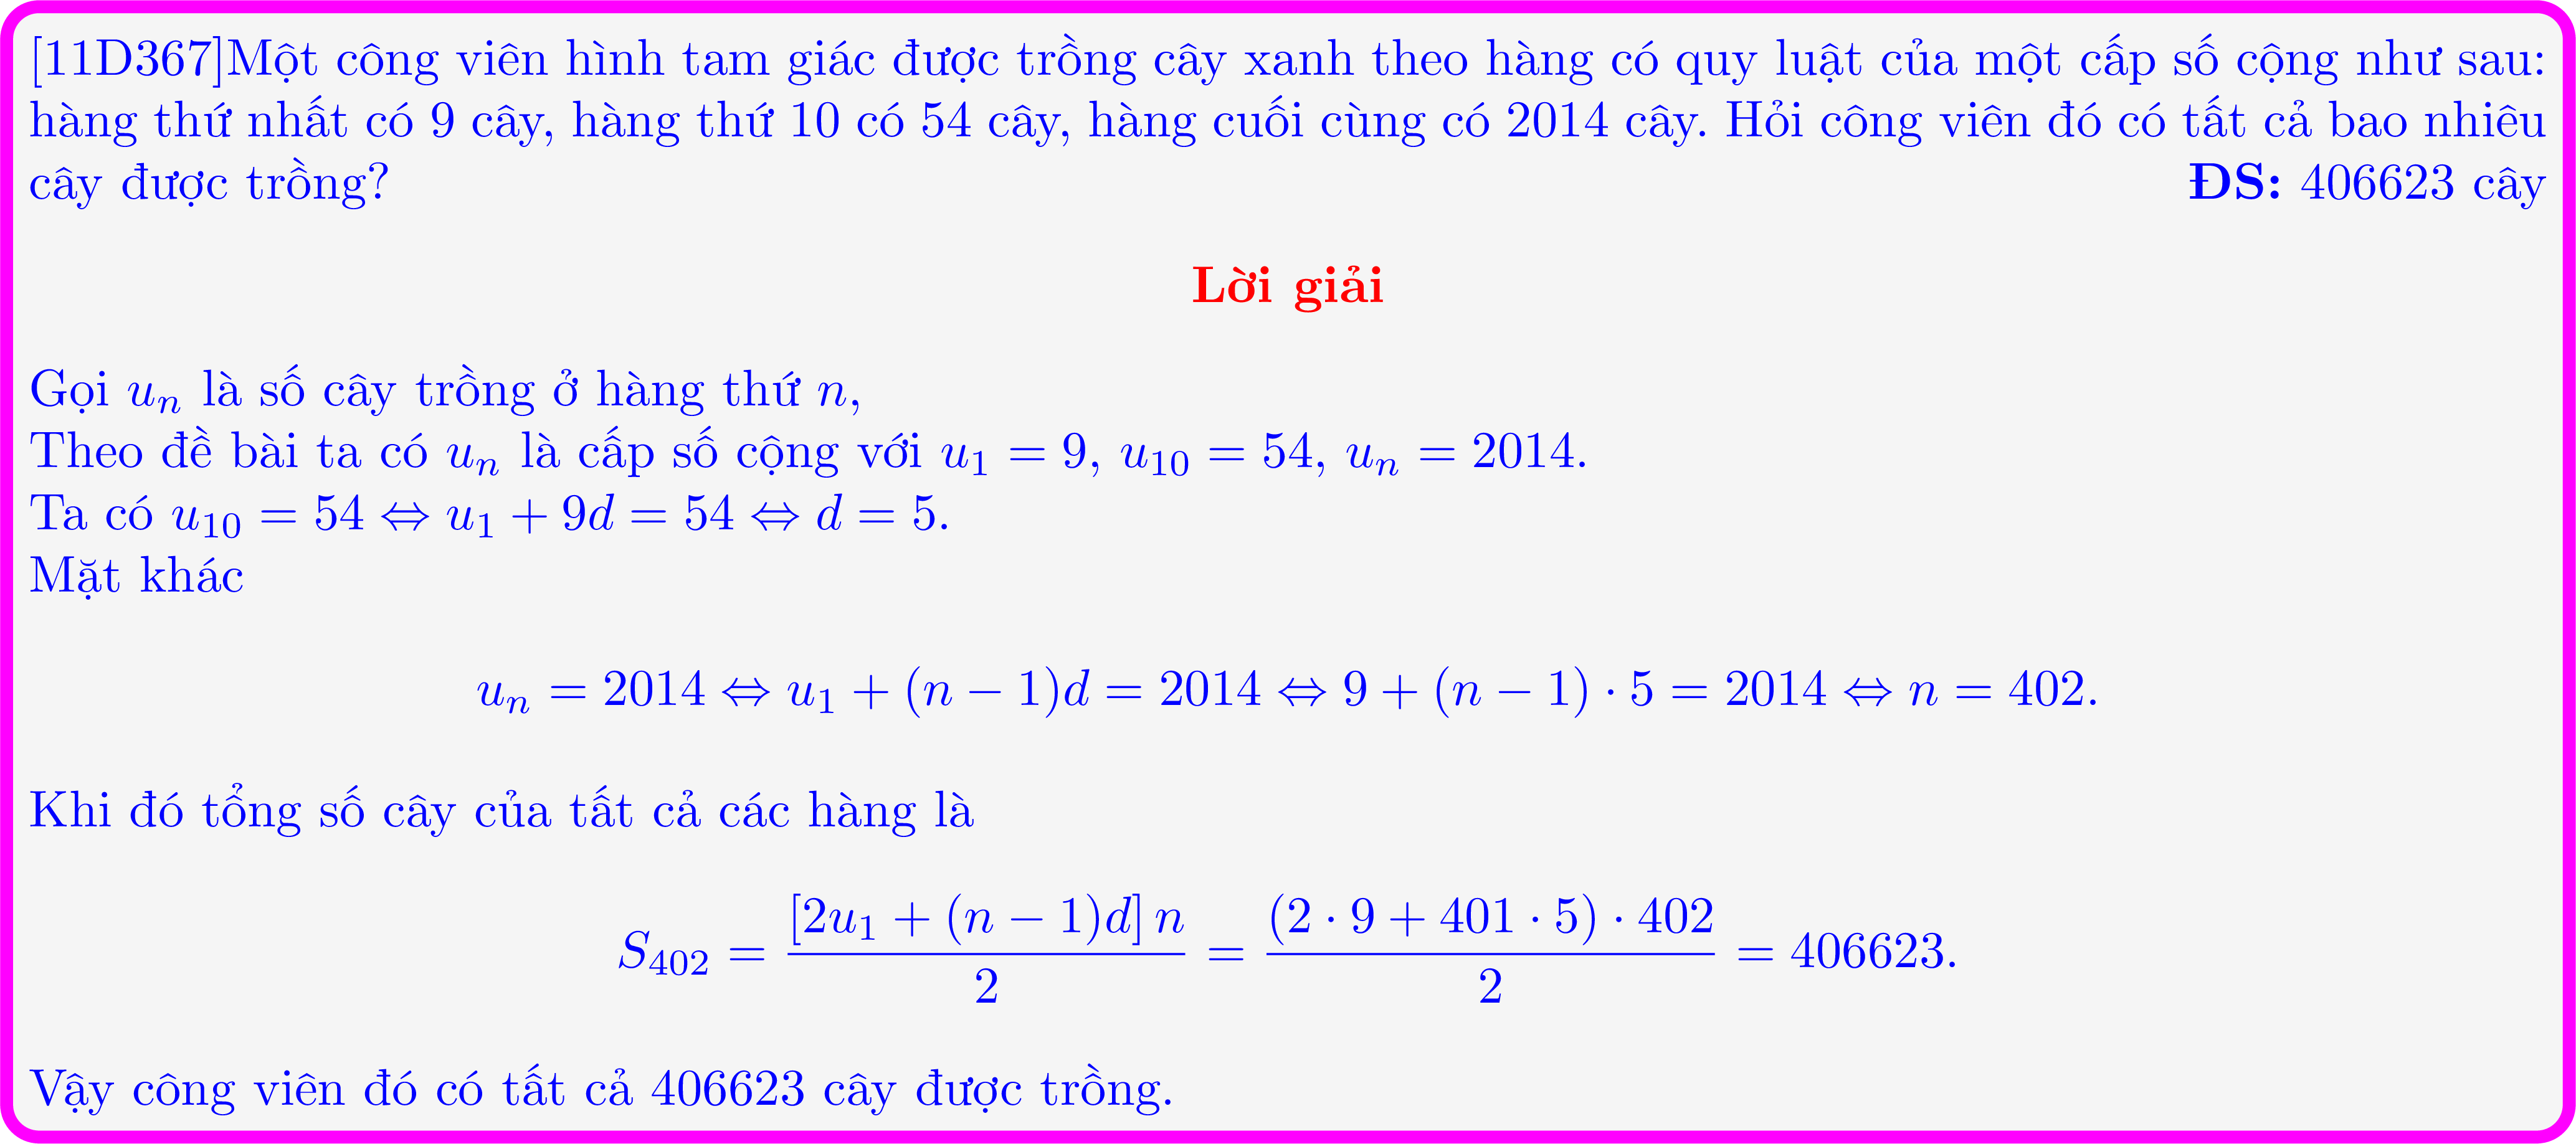 [11D367]Một công viên hình tam giác được trồng cây xanh theo hàng có quy luật của một cấp số cộng như sau:
hàng thứ nhất có 9 cây, hàng thứ 10 có 54 cây, hàng cuối cùng có 2014 cây. Hỏi công viên đó có tất cả bao nhiêu
cây được trồng? ĐS: 406623 cây
Lời giải
Gọi $u_n$ là số cây trồng ở hàng thứ $n$,
Theo đề bài ta có $u_n$ là cấp số cộng với $u_1 = 9$, $u_{10} = 54$, $u_n = 2014$.
Ta có $u_{10} = 54 \Leftrightarrow u_1 + 9d = 54 \Leftrightarrow d = 5$.
Mặt khác
$u_n = 2014 \Leftrightarrow u_1 + (n - 1)d = 2014 \Leftrightarrow 9 + (n - 1) \cdot 5 = 2014 \Leftrightarrow n = 402.$
Khi đó tổng số cây của tất cả các hàng là
$S_{402} = \frac{[2u_1 + (n - 1)d] n}{2} = \frac{(2 \cdot 9 + 401 \cdot 5) \cdot 402}{2} = 406623.$
Vậy công viên đó có tất cả 406623 cây được trồng.